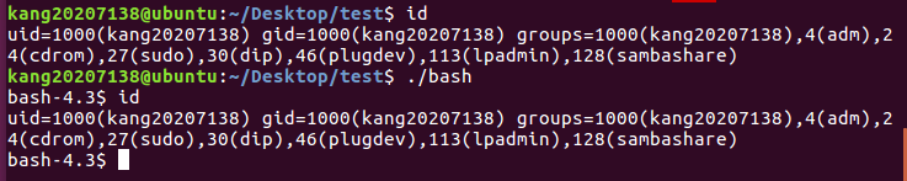 kang20207138@ubuntu:~/Desktop/test$ id
uid=1000(kang20207138) gid=1000(kang20207138) groups=1000(kang20207138),4(adm),2
4(cdrom),27(sudo),30(dip),46(plugdev),113(lpadmin),128(sambashare)
kang20207138@ubuntu:~/Desktop/test$ ./bash
bash-4.3$ id
uid=1000(kang20207138) gid=1000(kang20207138) groups=1000(kang20207138),4(adm),2
4(cdrom),27(sudo),30(dip),46(plugdev),113(lpadmin),128(sambashare)
bash-4.3$